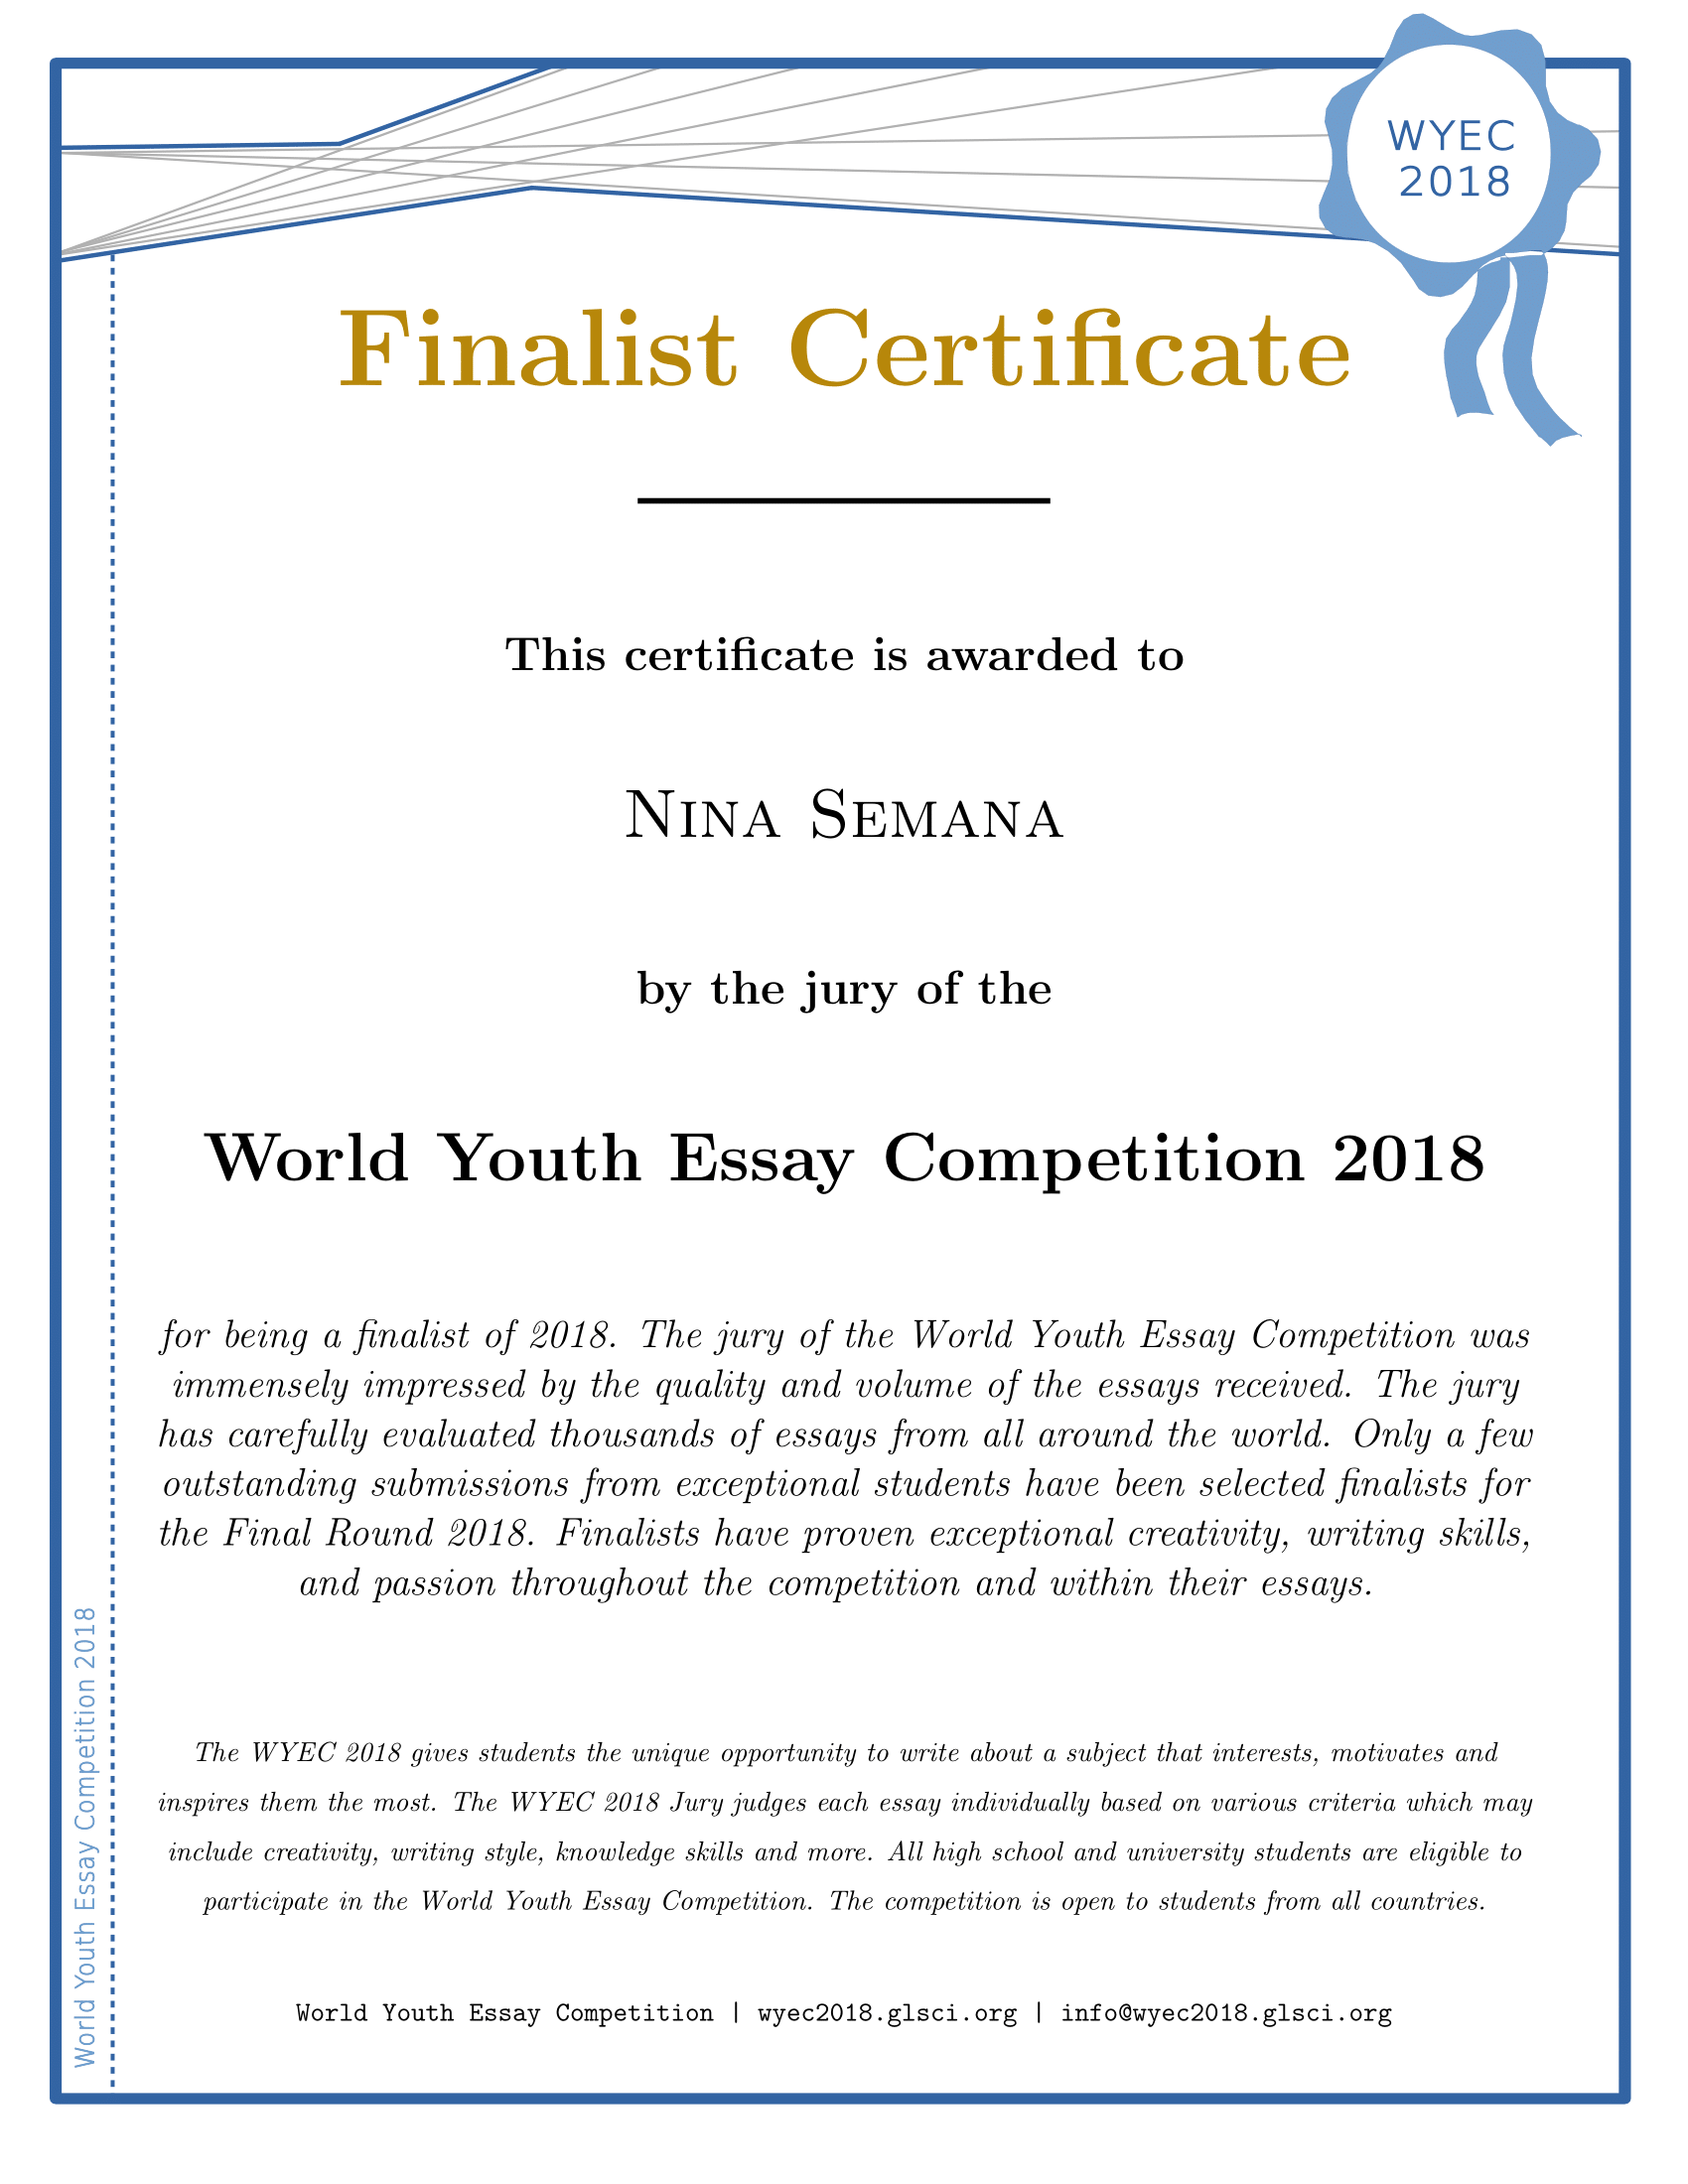 WYEC
2018
Finalist Certificate
This certificate is awarded to
Nina Semana
by the jury of the
World Youth Essay Competition 2018
for being a finalist of 2018. The jury of the World Youth Essay Competition was
immensely impressed by the quality and volume of the essays received. The jury
has carefully evaluated thousands of essays from all around the world. Only a few
outstanding submissions from exceptional students have been selected finalists for
the Final Round 2018. Finalists have proven exceptional creativity, writing skills,
and passion throughout the competition and within their essays.
The WYEC 2018 gives students the unique opportunity to write about a subject that interests, motivates and
inspires them the most. The WYEC 2018 Jury judges each essay individually based on various criteria which may
include creativity, writing style, knowledge skills and more. All high school and university students are eligible to
participate in the World Youth Essay Competition. The competition is open to students from all countries.
World Youth Essay Competition | wyec2018.glsci.org | info@wyec2018.glsci.org
World Youth Essay Competition 2018